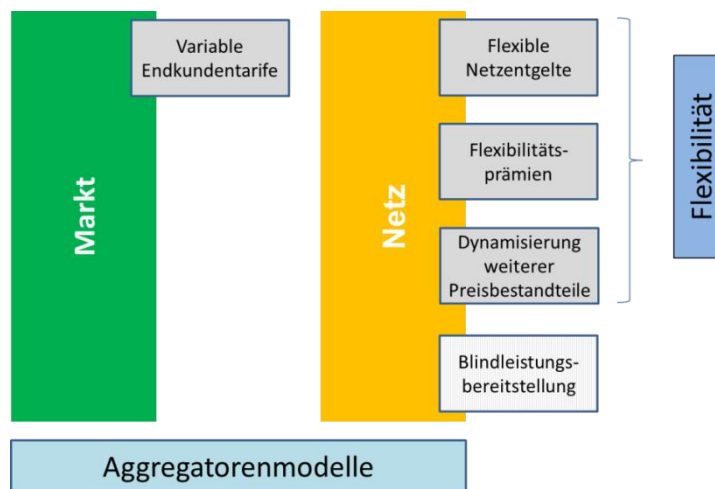 Markt
Variable
Endkundentarife
Netz
Flexible
Netzentgelte
Flexibilitäts-
prämien
Dynamisierung
weiterer
Preisbestandteile
Blindleistungs-
bereitstellung
Flexibilität
Aggregatorenmodelle